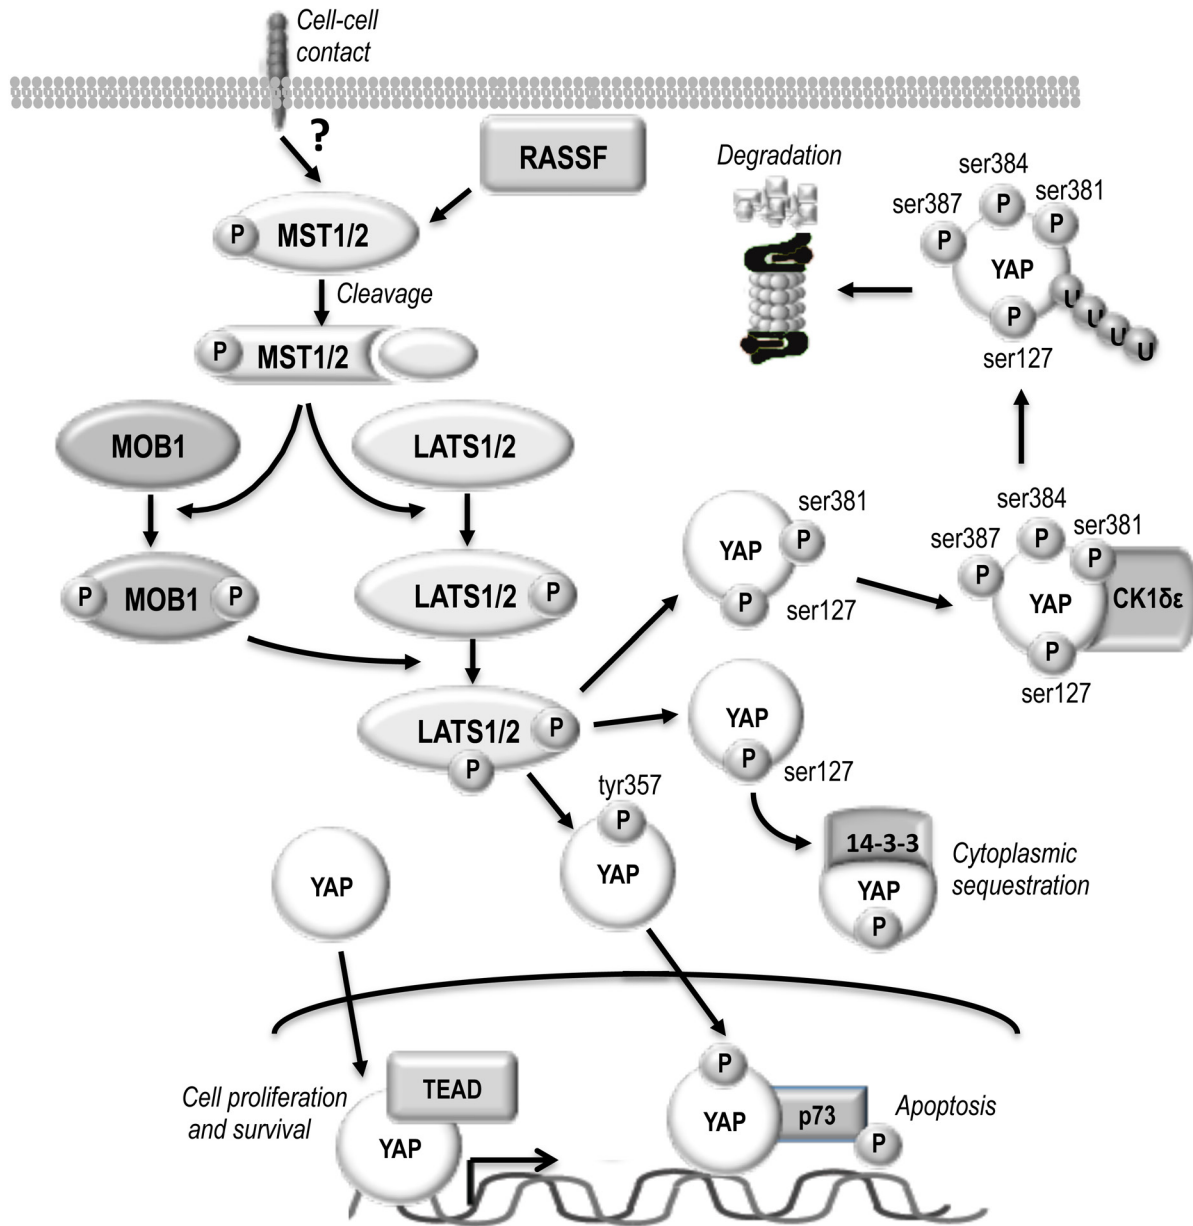 Cell-cell
contact
?
RASSF
P
MST1/2
Cleavage
P
MST1/2
MOB1
LATS1/2
P
MOB1
P
LATS1/2
P
LATS1/2
P
P
Degradation
ser384
ser387
ser381
P
P
P
YAP
P
U
U
U
U
ser127
ser381
YAP
P
P
ser127
ser384
ser387
ser381
P
P
P
YAP
CK1δε
P
ser127
YAP
P
ser127
tyr357
P
YAP
14-3-3
YAP
P
Cytoplasmic
sequestration
YAP
Cell proliferation
and survival
TEAD
YAP
P
YAP
p73
P
Apoptosis